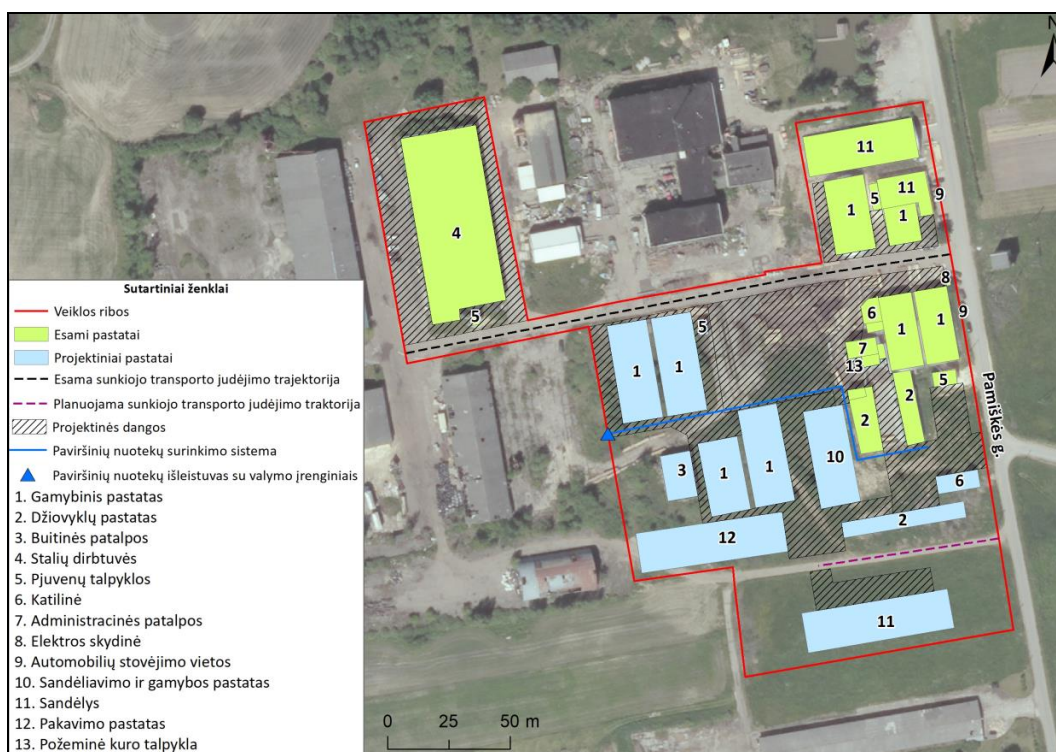 N
11
5
11
9
1
1
4
8
5
6
1
1
9
5
7
1
1
13
5
2
2
Pamiškės g.
1
1
3
10
6
2
12
11
Sutartiniai ženklai
Veiklos ribos
Esami pastatai
Projektiniai pastatai
Esama sunkiojo transporto judėjimo trajektorija
Planuojama sunkiojo transporto judėjimo traktorija
Projektinės dangos
Paviršinių nuotekų surinkimo sistema
Paviršinių nuotekų išleistuvas su valymo įrenginiais
1. Gamybinis pastatas
2. Džiovyklų pastatas
3. Buitinės patalpos
4. Stalių dirbtuvės
5. Pjuvenų talpyklos
6. Katilinė
7. Administracinės patalpos
8. Elektros skydinė
9. Automobilių stovėjimo vietos
10. Sandėliavimo ir gamybos pastatas
11. Sandėlys
12. Pakavimo pastatas
13. Požeminė kuro talpykla
0 25 50 m